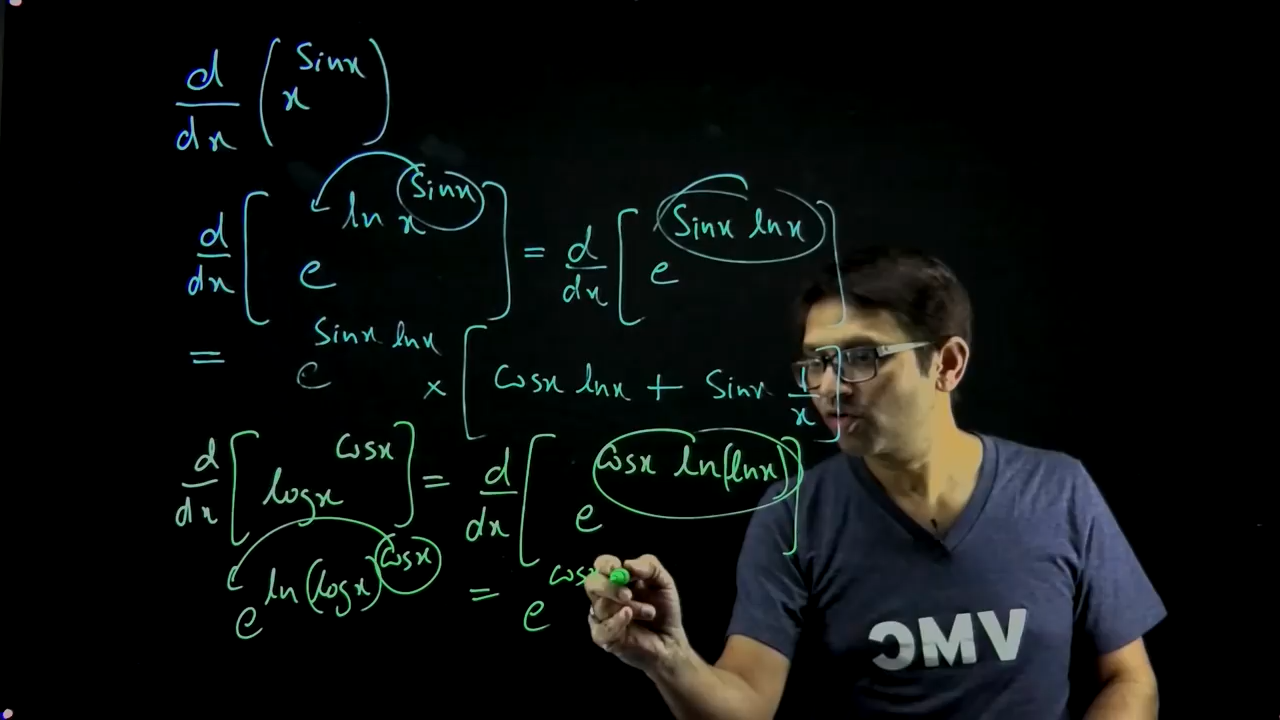 d/dx (x^sinx)
d/dx [e^ln x^sinx] = d/dx [e^sinx lnx]
= e^sinx lnx × [cosx lnx + sinx 1/x]
d/dx [logx^cosx] = d/dx [e^cosx ln(lnx)]
e^ln(logx)^cosx = e^cosx
VMC